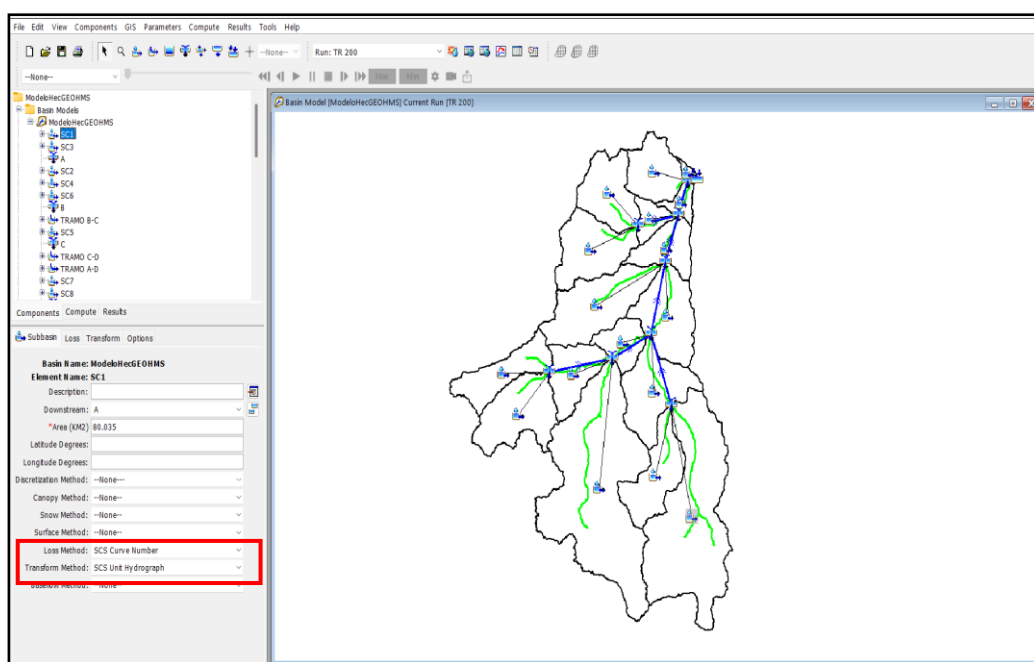 File Edit View Components GIS Parameters Compute Results Tools Help
--None-- Run: TR 200
--None--
ModeloHecGEOHMS
Basin Models
ModeloHecGEOHMS
SC1
SC3
A
SC2
SC4
SC6
B
TRAMO B-C
SC5
C
TRAMO C-D
TRAMO A-D
SC7
SC8
Components Compute Results
Subbasin Loss Transform Options
Basin Name: ModeloHecGEOHMS
Element Name: SC1
Description:
Downstream: A
*Area (KM2) 80.035
Latitude Degrees:
Longitude Degrees:
Discretization Method: --None--
Canopy Method: --None--
Snow Method: --None--
Surface Method: --None--
Loss Method: SCS Curve Number
Transform Method: SCS Unit Hydrograph
Baseflow Method: --None--
Basin Model [ModeloHecGEOHMS] Current Run [TR 200]